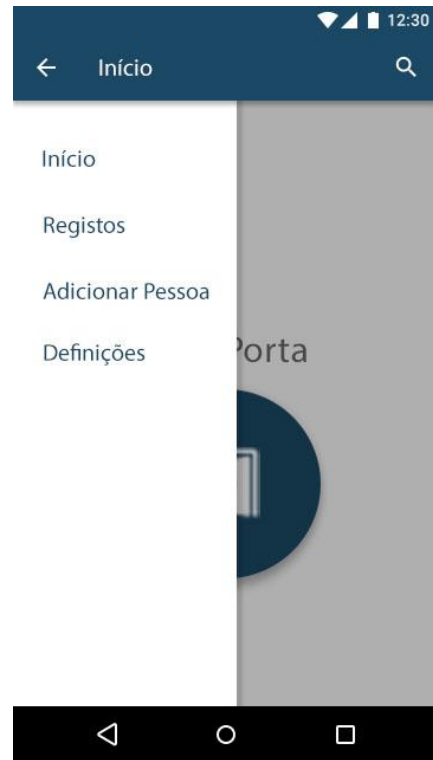 12:30
Início
Início
Registos
Adicionar Pessoa
Definições
Porta